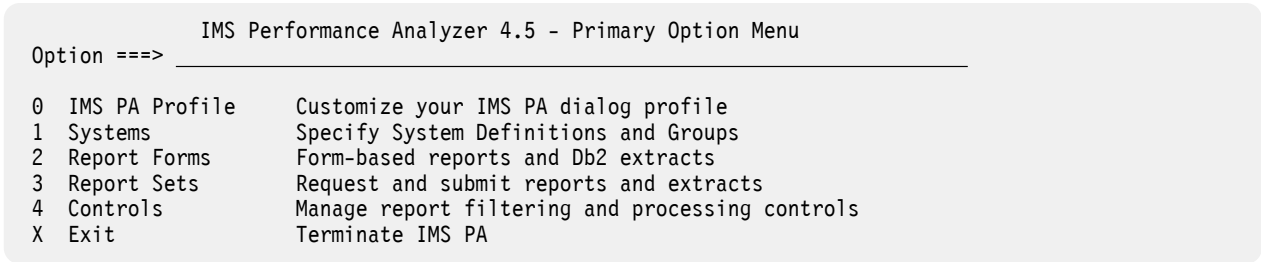 IMS Performance Analyzer 4.5 - Primary Option Menu
Option ===> 
0 IMS PA Profile Customize your IMS PA dialog profile
1 Systems Specify System Definitions and Groups
2 Report Forms Form-based reports and Db2 extracts
3 Report Sets Request and submit reports and extracts
4 Controls Manage report filtering and processing controls
X Exit Terminate IMS PA